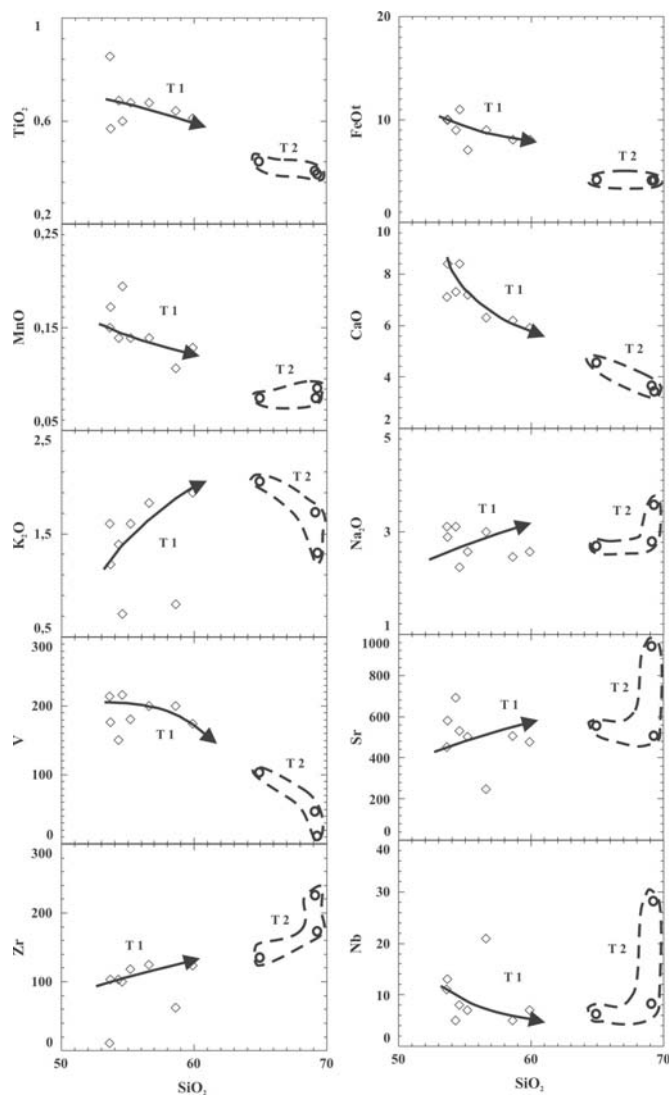 1
TiO₂
0,6
0,2
T 1
T 2
20
FeOt
10
0
T 1
T 2
0,25
MnO
0,15
0,05
T 1
T 2
10
8
CaO
6
4
2
T 1
T 2
2,5
K₂O
1,5
0,5
T 1
T 2
5
Na₂O
3
1
T 1
T 2
300
V
200
100
0
T 1
T 2
1000
800
Sr
600
400
200
0
T 1
T 2
300
Zr
200
100
0
T 1
T 2
40
30
Nb
20
10
0
T 1
T 2
50 60 70
SiO₂
50 60 70
SiO₂